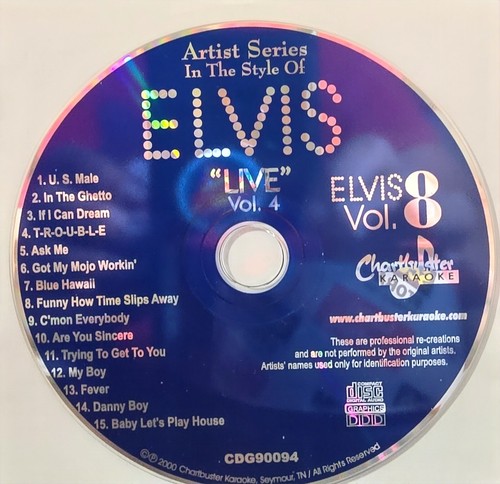 Artist Series
In The Style Of
ELVIS
"LIVE"
Vol. 4
ELVIS
Vol. 8
Chartbuster
KARAOKE
www.chartbusterkaraoke.com
1. U. S. Male
2. In The Ghetto
3. If I Can Dream
4. T-R-O-U-B-L-E
5. Ask Me
6. Got My Mojo Workin'
7. Blue Hawaii
8. Funny How Time Slips Away
9. C'mon Everybody
10. Are You Sincere
11. Trying To Get To You
12. My Boy
13. Fever
14. Danny Boy
15. Baby Let's Play House
These are professional re-creations
and are not performed by the original artists.
Artists' names used only for identification purposes.
COMPACT
disc
DIGITAL AUDIO
GRAPHICS
DDD
CDG90094
©℗ 2000 Chartbuster Karaoke, Seymour, TN / All Rights Reserved